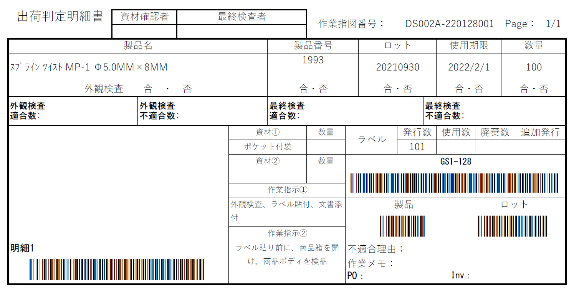 出荷判定明細書
資材確認者 最終検査者
作業指図番号: DS002A-220128001 Page: 1/1
製品名 製品番号 ロット 使用期限 数量
スプラインツイスト MP-1 Φ5.0MM×8MM 1993 20210930 2022/2/1 100
外観検査 合 ・ 否 合・否 合・否 合・否 合・否
外観検査 外観検査 最終検査 最終検査
適合数: 不適合数: 適合数: 不適合数:
資材① 数量 ラベル 発行数 使用数 廃棄数 追加発行
ポケット付袋 101
資材② 数量 GS1-128
作業指示①
外観検査、ラベル貼付、文書添付
製品 ロット
作業指示②
ラベル貼り前に、商品箱を開け、商品ボディを検品
明細1
不適合理由:
作業メモ:
PO: Inv: